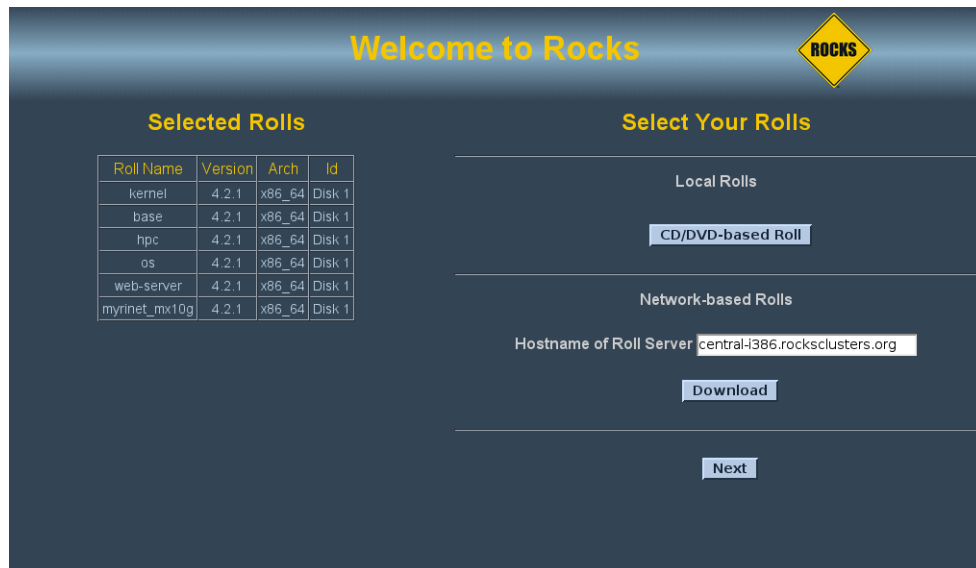 Welcome to Rocks
ROCKS
Selected Rolls
Roll Name Version Arch Id
kernel 4.2.1 x86_64 Disk 1
base 4.2.1 x86_64 Disk 1
hpc 4.2.1 x86_64 Disk 1
os 4.2.1 x86_64 Disk 1
web-server 4.2.1 x86_64 Disk 1
myrinet_mx10g 4.2.1 x86_64 Disk 1
Select Your Rolls
Local Rolls
CD/DVD-based Roll
Network-based Rolls
Hostname of Roll Server central-i386.rocksclusters.org
Download
Next